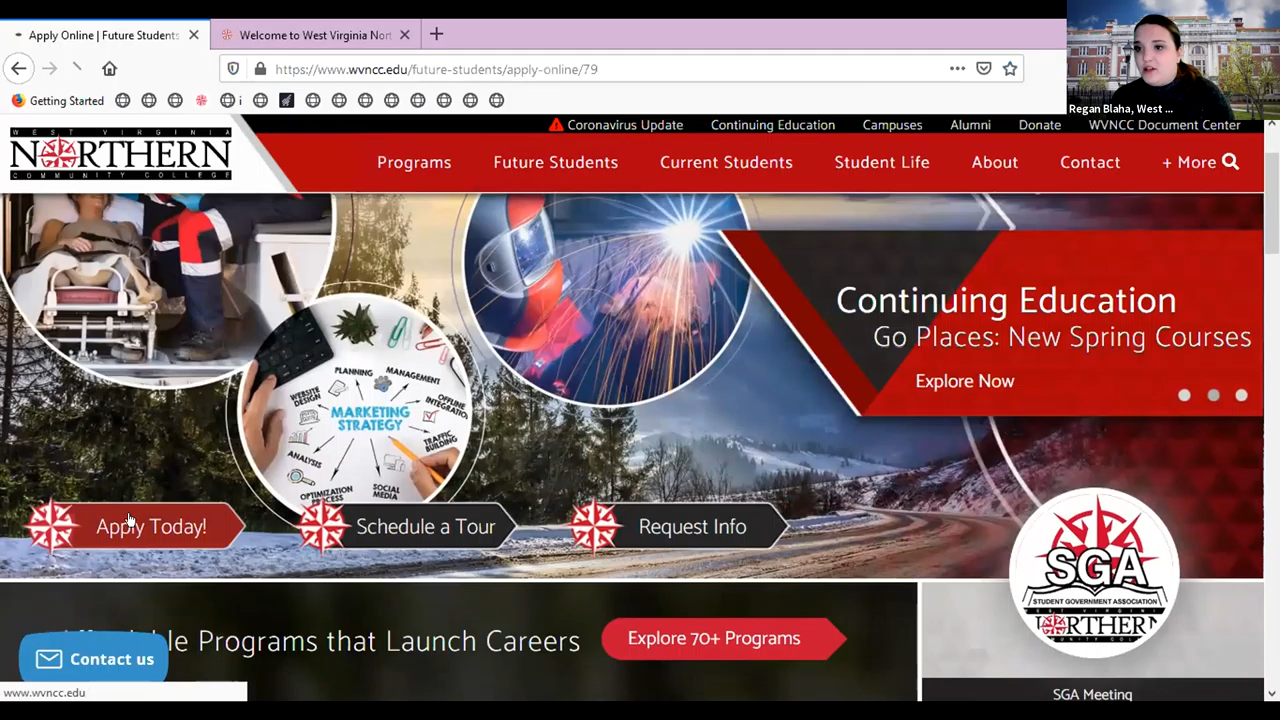 Apply Online | Future Students
Welcome to West Virginia Nort
https://www.wvncc.edu/future-students/apply-online/79
Getting Started
i
Regan Blaha, West ...
WEST VIRGINIA
NORTHERN
COMMUNITY COLLEGE
Coronavirus Update
Continuing Education
Campuses
Alumni
Donate
WVNCC Document Center
Programs
Future Students
Current Students
Student Life
About
Contact
+ More
Continuing Education
Go Places: New Spring Courses
Explore Now
PLANNING
MANAGEMENT
WEBSITE
DESIGN
OFFLINE
INTEGRATION
MARKETING
STRATEGY
TRAFFIC
BUILDING
ANALYSIS
OPTIMIZATION
SOCIAL
MEDIA
Apply Today!
Schedule a Tour
Request Info
SGA
STUDENT GOVERNMENT ASSOCIATION
NORTHERN
COMMUNITY COLLEGE
Programs that Launch Careers
Explore 70+ Programs
Contact us
www.wvncc.edu
SGA Meeting